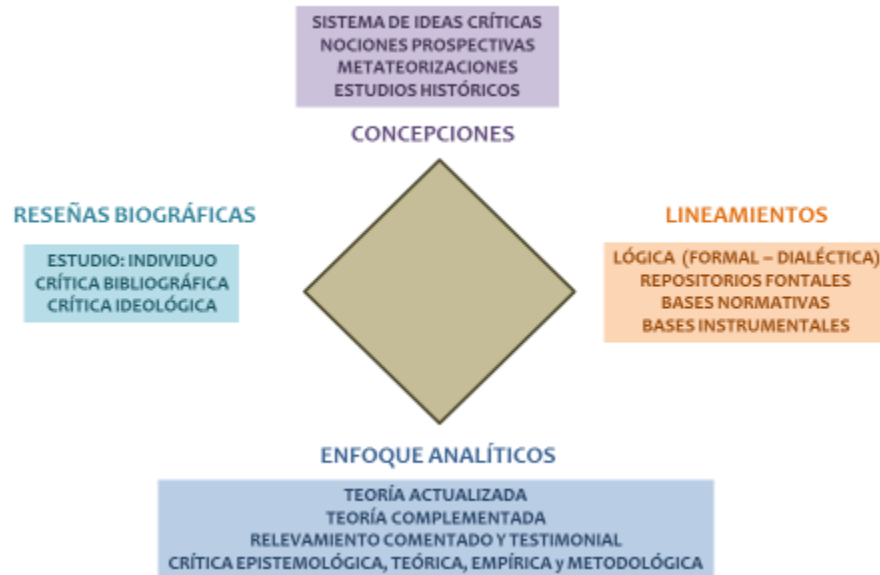 SISTEMA DE IDEAS CRÍTICAS
NOCIONES PROSPECTIVAS
METATEORIZACIONES
ESTUDIOS HISTÓRICOS
CONCEPCIONES
RESEÑAS BIOGRÁFICAS
ESTUDIO: INDIVIDUO
CRÍTICA BIBLIOGRÁFICA
CRÍTICA IDEOLÓGICA
LINEAMIENTOS
LÓGICA (FORMAL – DIALÉCTICA)
REPOSITORIOS FONTALES
BASES NORMATIVAS
BASES INSTRUMENTALES
ENFOQUE ANALÍTICOS
TEORÍA ACTUALIZADA
TEORÍA COMPLEMENTADA
RELEVAMIENTO COMENTADO Y TESTIMONIAL
CRÍTICA EPISTEMOLÓGICA, TEÓRICA, EMPÍRICA y METODOLÓGICA